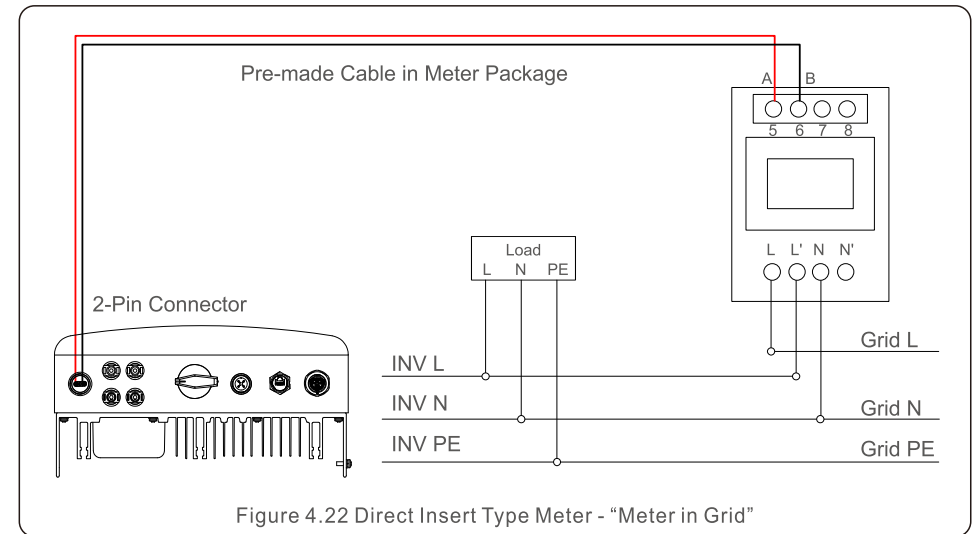 Pre-made Cable in Meter Package
A B
5 6 7 8
Load
L N PE
L L' N N'
2-Pin Connector
INV L
Grid L
INV N
Grid N
INV PE
Grid PE
Figure 4.22 Direct Insert Type Meter - “Meter in Grid”